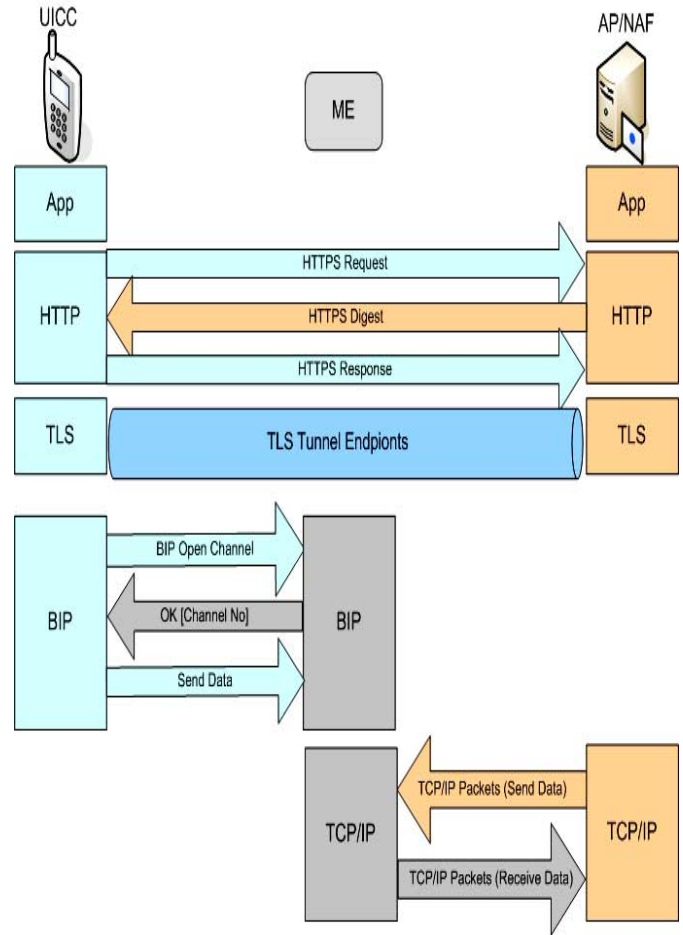 UICC
AP/NAF
ME
App
App
HTTPS Request
HTTP
HTTPS Digest
HTTP
HTTPS Response
TLS
TLS Tunnel Endpionts
TLS
BIP Open Channel
BIP
OK [Channel No]
BIP
Send Data
TCP/IP
TCP/IP Packets (Send Data)
TCP/IP
TCP/IP Packets (Receive Data)